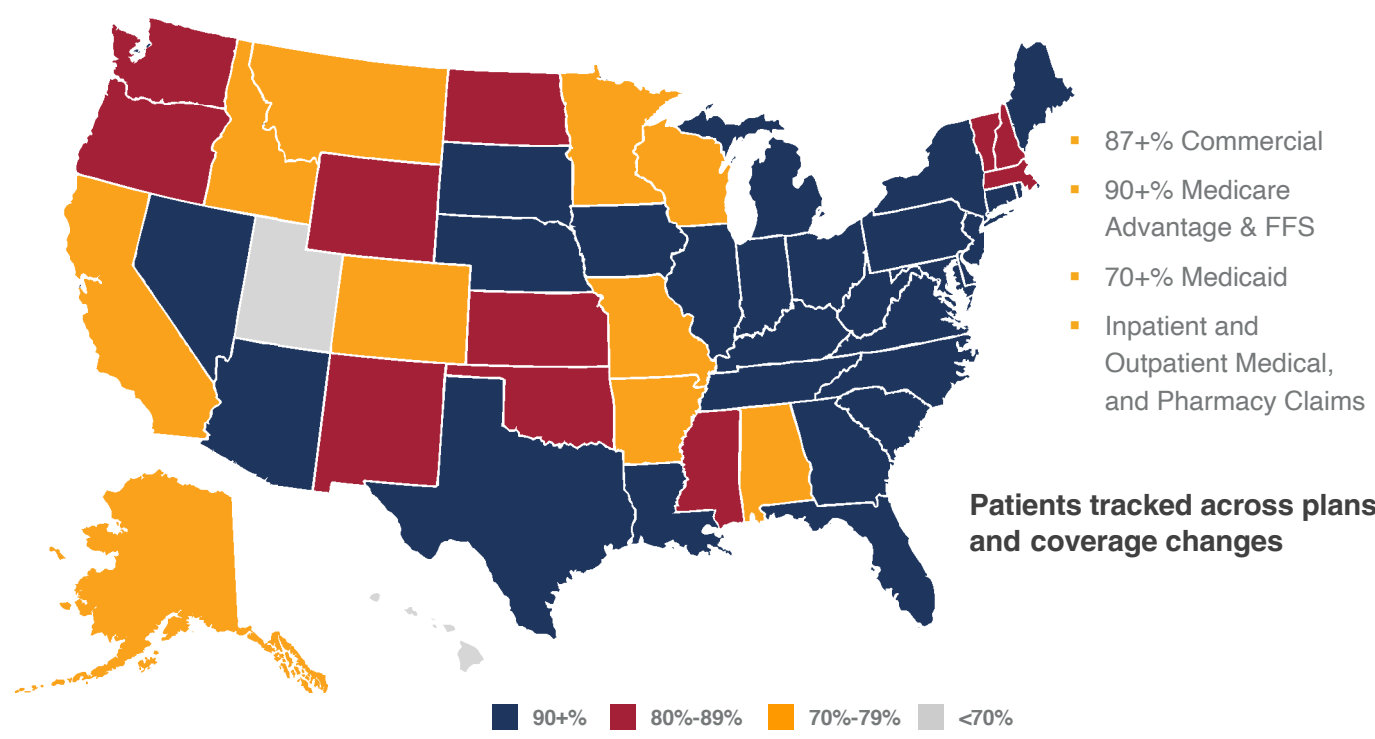 87+% Commercial
90+% Medicare
Advantage & FFS
70+% Medicaid
Inpatient and
Outpatient Medical,
and Pharmacy Claims
Patients tracked across plans
and coverage changes
90+% 80%-89% 70%-79% <70%